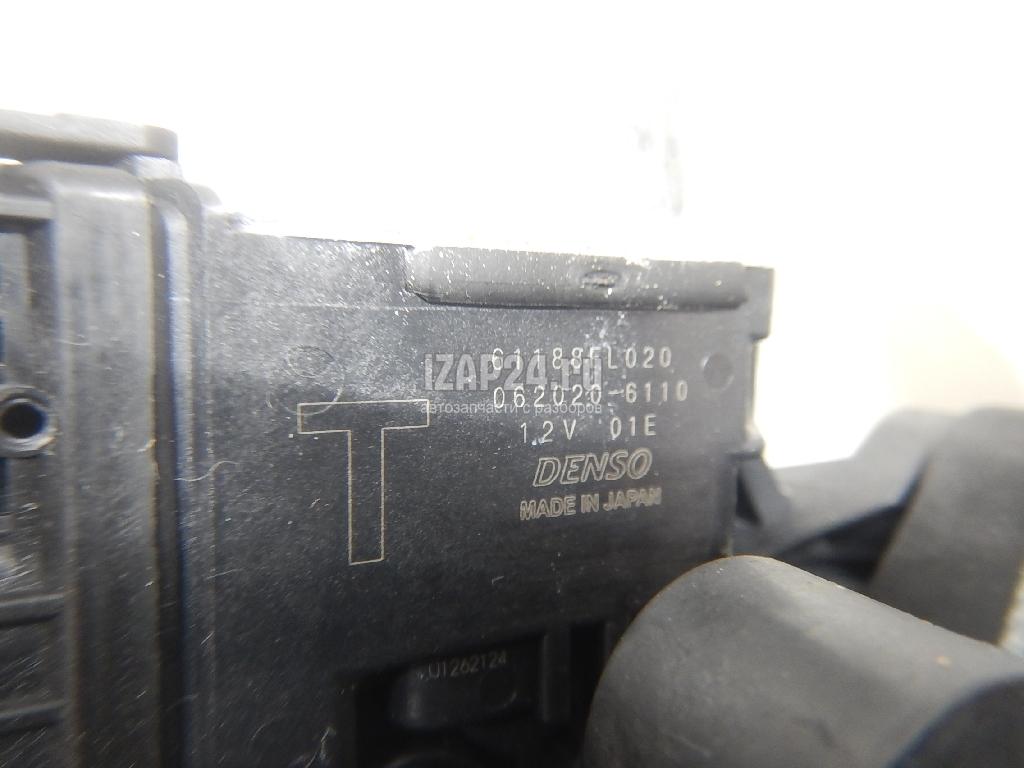 61188FL020
IZAP24.ru
062020-6110
автозапчасти с разборов
12V 01E
T
DENSO
MADE IN JAPAN
U1262124